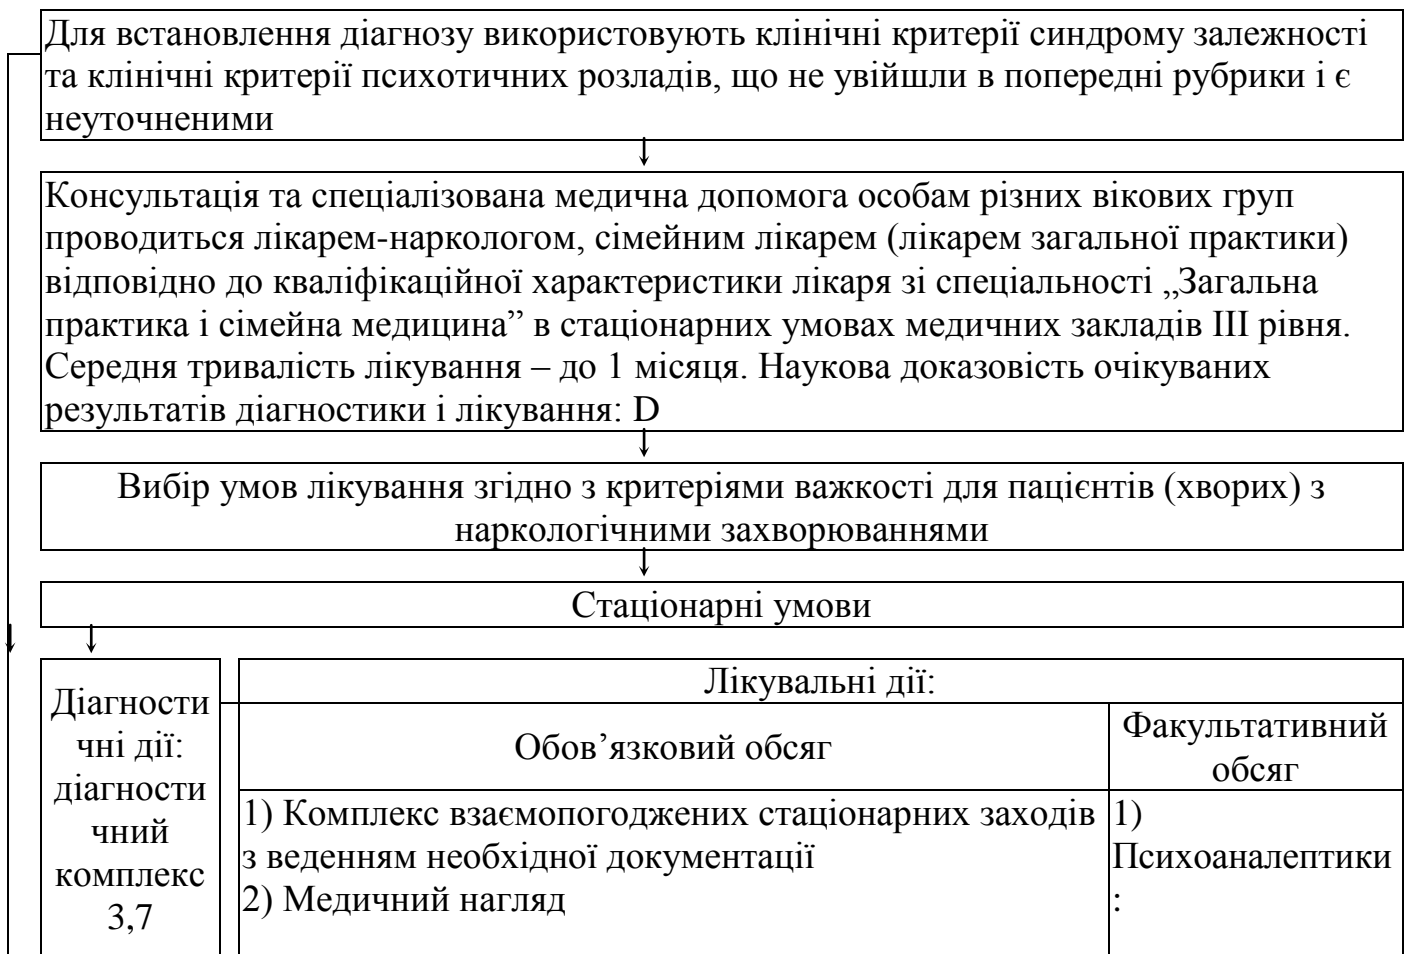 Для встановлення діагнозу використовують клінічні критерії синдрому залежності
та клінічні критерії психотичних розладів, що не увійшли в попередні рубрики і є
неуточненими
Консультація та спеціалізована медична допомога особам різних вікових груп
проводиться лікарем-наркологом, сімейним лікарем (лікарем загальної практики)
відповідно до кваліфікаційної характеристики лікаря зі спеціальності „Загальна
практика і сімейна медицина” в стаціонарних умовах медичних закладів III рівня.
Середня тривалість лікування – до 1 місяця. Наукова доказовість очікуваних
результатів діагностики і лікування: D
Вибір умов лікування згідно з критеріями важкості для пацієнтів (хворих) з
наркологічними захворюваннями
Стаціонарні умови
Діагности
чні дії:
діагности
чний
комплекс
3,7
Лікувальні дії:
Обов’язковий обсяг
Факультативний
обсяг
1) Комплекс взаємопогоджених стаціонарних заходів
з веденням необхідної документації
2) Медичний нагляд
1)
Психоаналептики
: